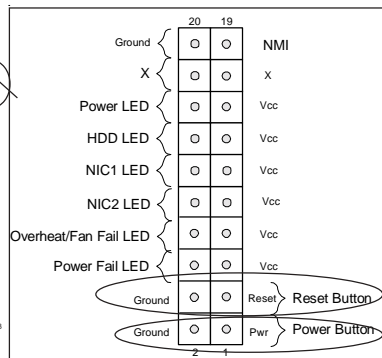 20 19
Ground NMI
X X
Power LED Vcc
HDD LED Vcc
NIC1 LED Vcc
NIC2 LED Vcc
Overheat/Fan Fail LED Vcc
Power Fail LED Vcc
Ground Reset Reset Button
Ground Pwr Power Button
2 1